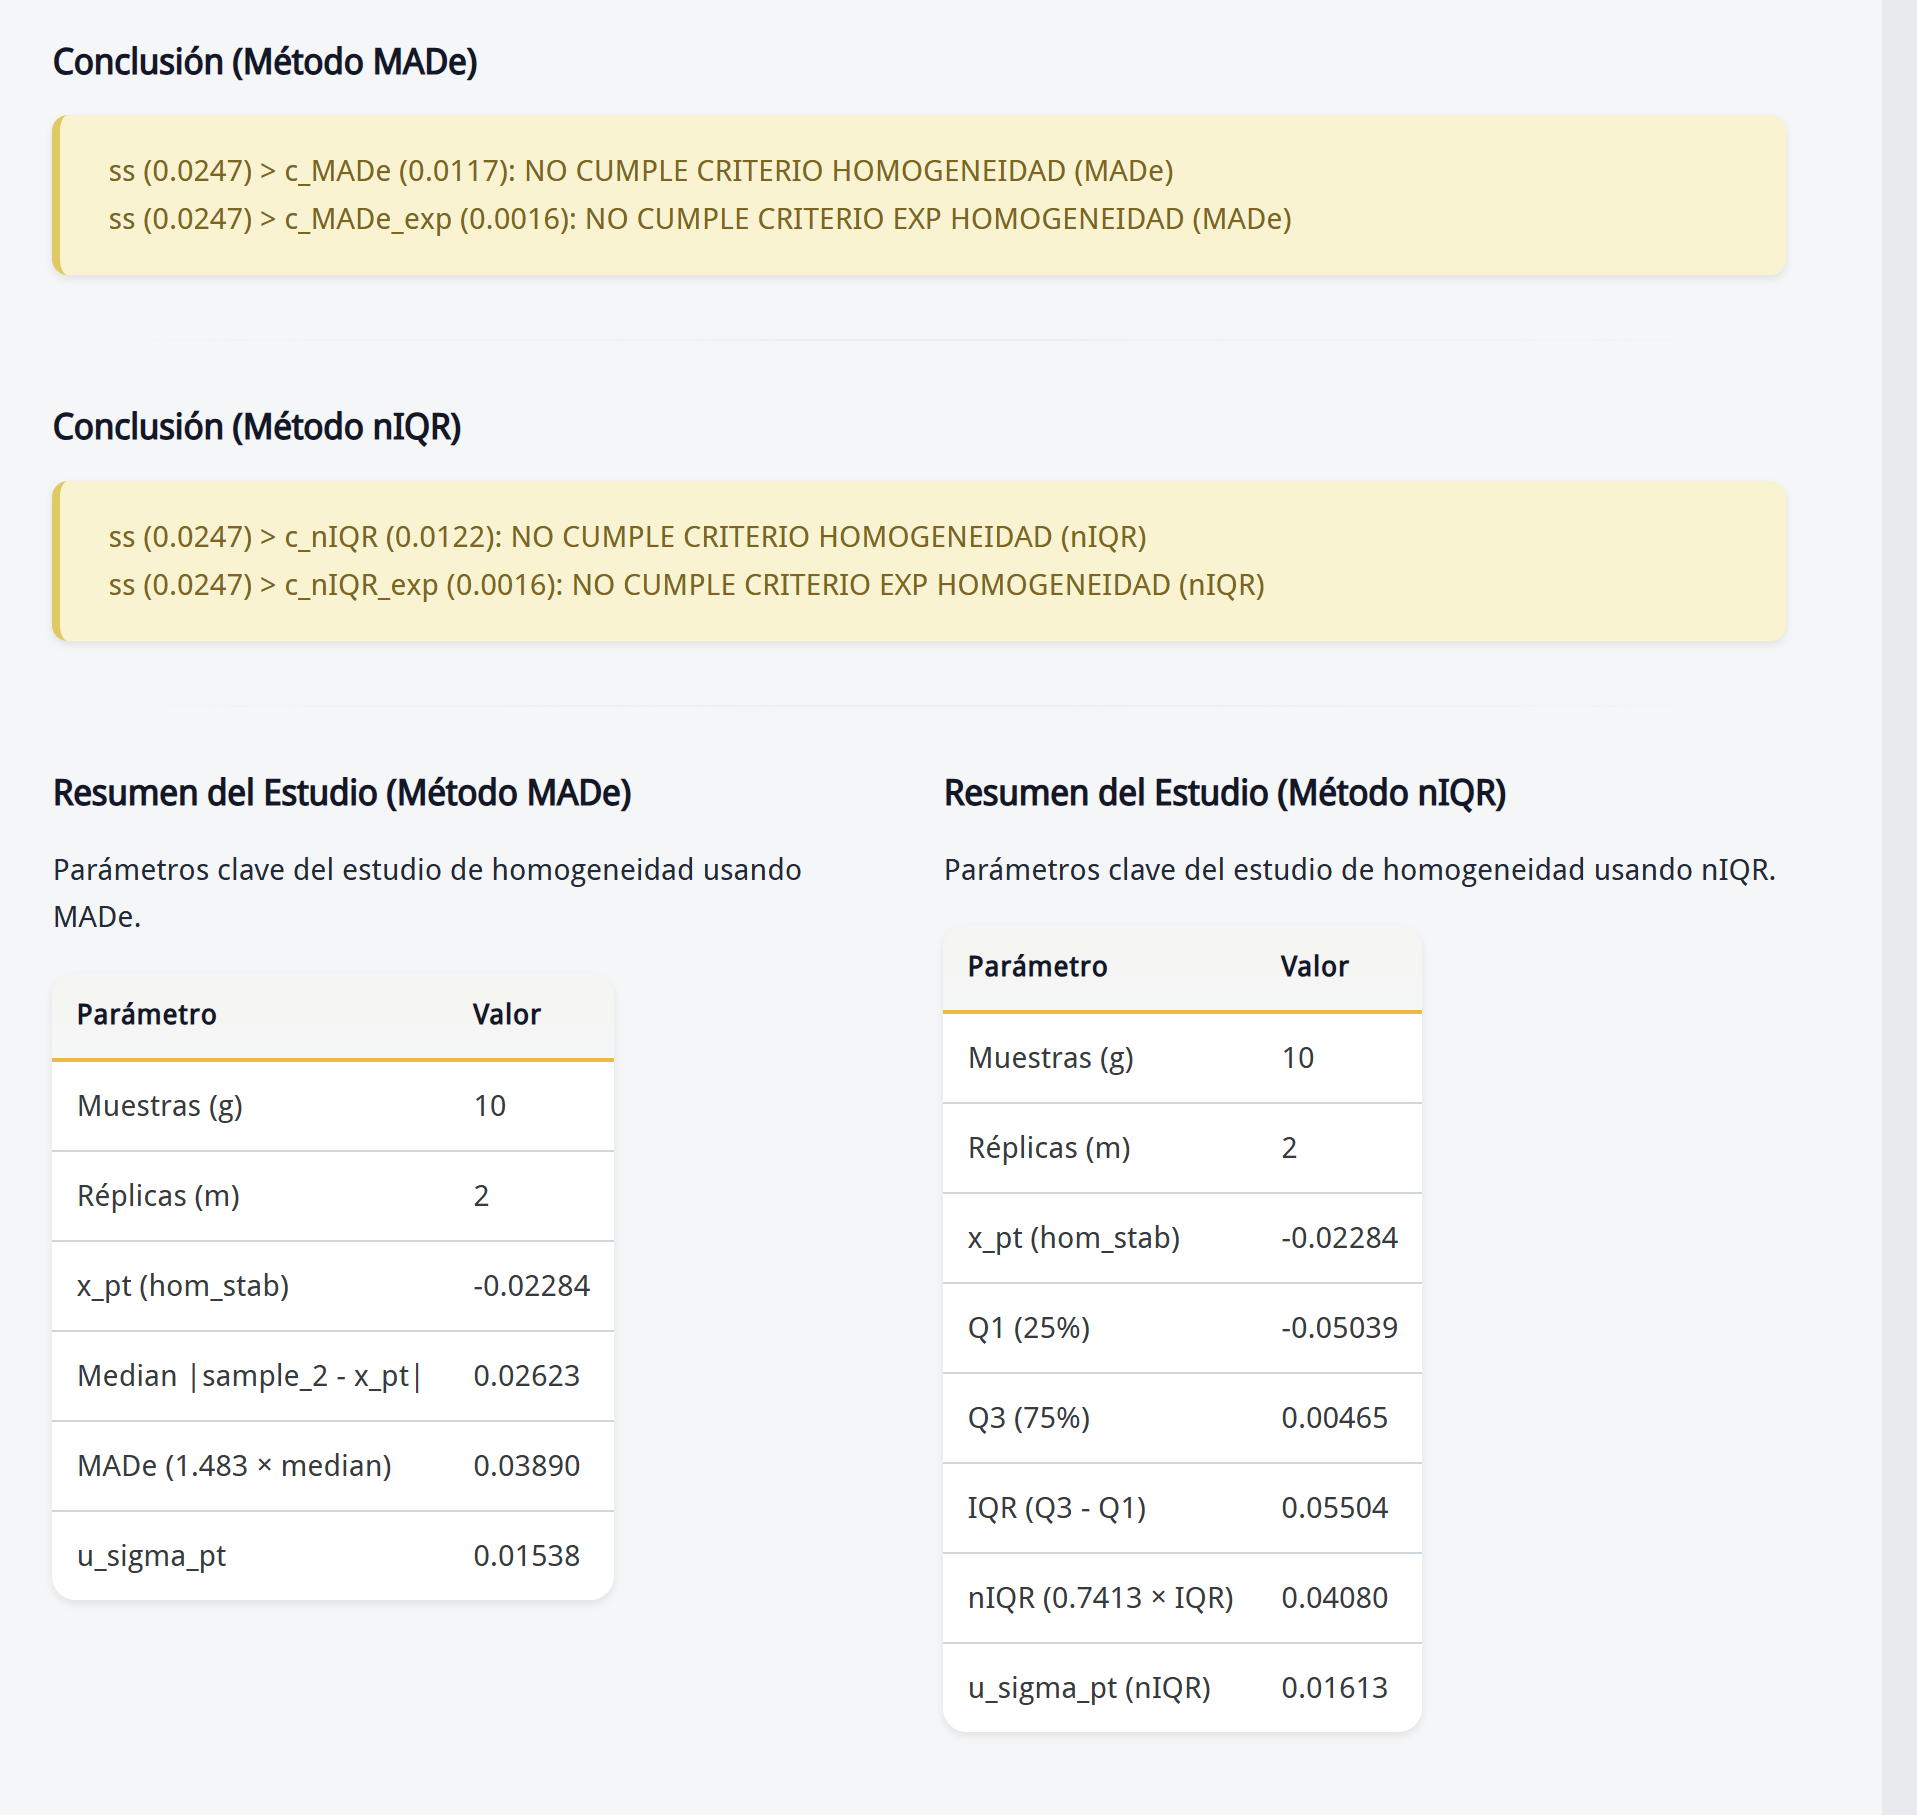 Conclusión (Método MADe)
ss (0.0247) > c_MADe (0.0117): NO CUMPLE CRITERIO HOMOGENEIDAD (MADe)
ss (0.0247) > c_MADe_exp (0.0016): NO CUMPLE CRITERIO EXP HOMOGENEIDAD (MADe)
Conclusión (Método nIQR)
ss (0.0247) > c_nIQR (0.0122): NO CUMPLE CRITERIO HOMOGENEIDAD (nIQR)
ss (0.0247) > c_nIQR_exp (0.0016): NO CUMPLE CRITERIO EXP HOMOGENEIDAD (nIQR)
Resumen del Estudio (Método MADe)
Parámetros clave del estudio de homogeneidad usando
MADe.
Parámetro Valor
Muestras (g) 10
Réplicas (m) 2
x_pt (hom_stab) -0.02284
Median |sample_2 - x_pt| 0.02623
MADe (1.483 × median) 0.03890
u_sigma_pt 0.01538
Resumen del Estudio (Método nIQR)
Parámetros clave del estudio de homogeneidad usando nIQR.
Parámetro Valor
Muestras (g) 10
Réplicas (m) 2
x_pt (hom_stab) -0.02284
Q1 (25%) -0.05039
Q3 (75%) 0.00465
IQR (Q3 - Q1) 0.05504
nIQR (0.7413 × IQR) 0.04080
u_sigma_pt (nIQR) 0.01613